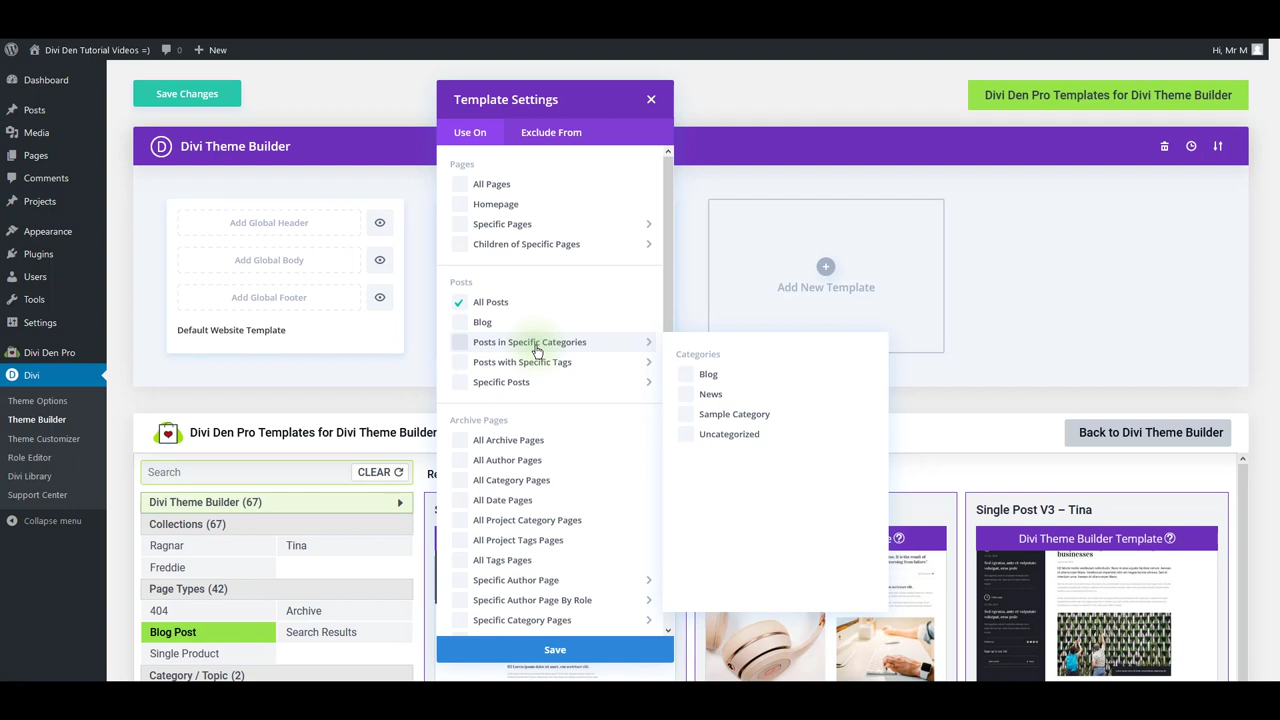 Divi Den Tutorial Videos =)
0
New
Hi, Mr M
Dashboard
Posts
Media
Pages
Comments
Projects
Appearance
Plugins
Users
Tools
Settings
Divi Den Pro
Divi
Theme Options
Theme Builder
Theme Customizer
Role Editor
Divi Library
Support Center
Collapse menu
Save Changes
Divi Den Pro Templates for Divi Theme Builder
D Divi Theme Builder
Add Global Header
Add Global Body
Add Global Footer
Default Website Template
Add New Template
Template Settings
Use On
Exclude From
Pages
All Pages
Homepage
Specific Pages
Children of Specific Pages
Posts
All Posts
Blog
Posts in Specific Categories
Posts with Specific Tags
Specific Posts
Archive Pages
All Archive Pages
All Author Pages
All Category Pages
All Date Pages
All Project Category Pages
All Project Tags Pages
All Tags Pages
Specific Author Page
Specific Author Page By Role
Specific Category Pages
Save
Categories
Blog
News
Sample Category
Uncategorized
Divi Den Pro Templates for Divi Theme Builder
Back to Divi Theme Builder
Search
CLEAR
Divi Theme Builder (67)
Collections (67)
Ragnar
Tina
Freddie
Page Types (42)
404
Archive
Blog Post
Search Results
Single Product
Single Post V3 – Tina
Divi Theme Builder Template
businesses